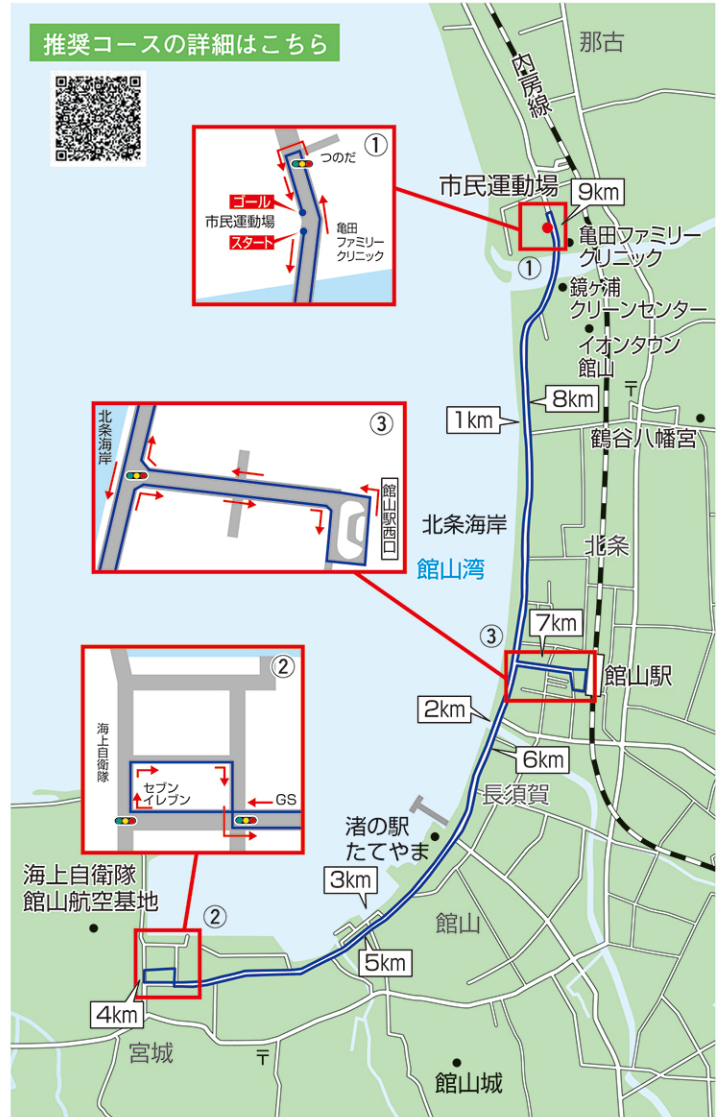 推奨コースの詳細はこちら
那古
内房線
①
つのだ
ゴール
市民運動場
スタート
亀田
ファミリー
クリニック
市民運動場
9km
①
亀田ファミリー
クリニック
鏡ヶ浦
クリーンセンター
イオンタウン
館山
〒
8km
1km
鶴谷八幡宮
③
北条海岸
館山駅西口
北条海岸
館山湾
北条
③
7km
館山駅
2km
6km
長須賀
②
海上自衛隊
セブン
イレブン
GS
渚の駅
たてやま
3km
5km
館山
海上自衛隊
館山航空基地
②
4km
宮城
〒
館山城